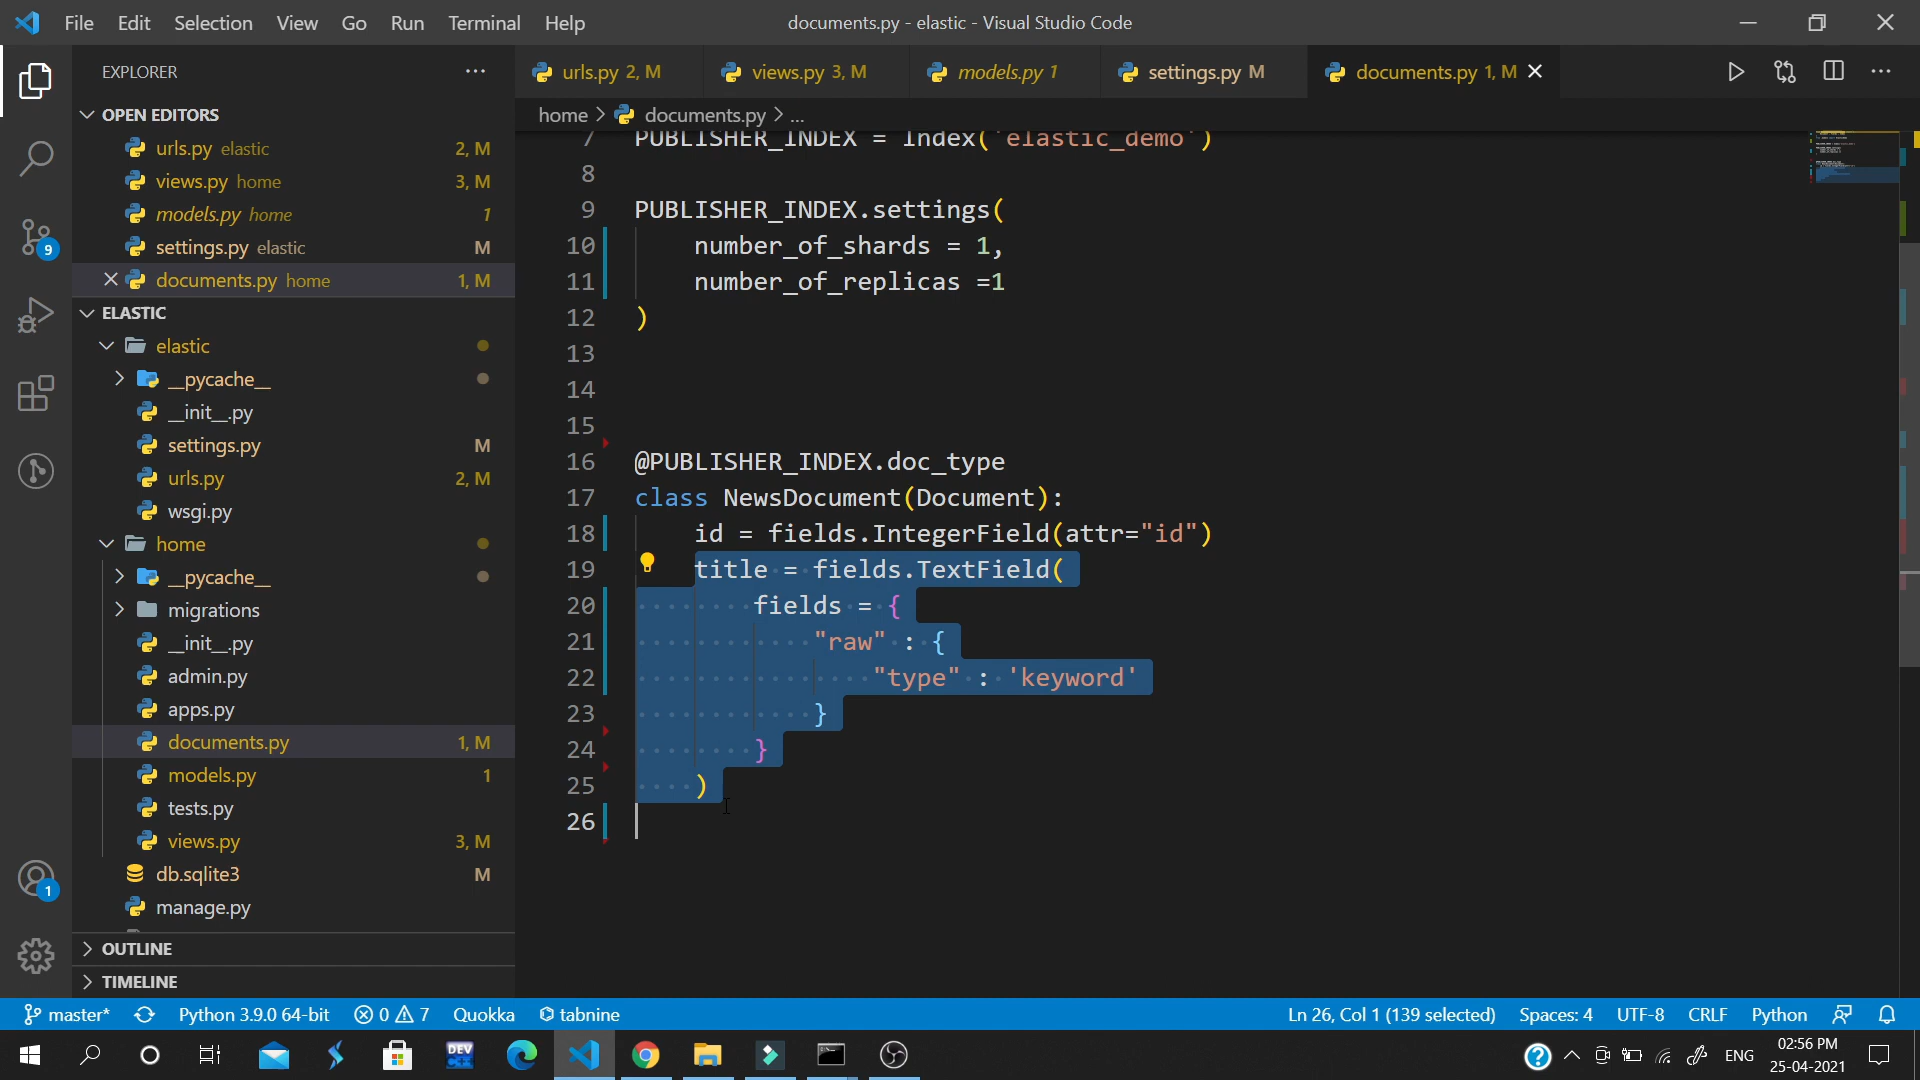 File Edit Selection View Go Run Terminal Help
documents.py - elastic - Visual Studio Code
EXPLORER
OPEN EDITORS
urls.py elastic 2, M
views.py home 3, M
models.py home 1
settings.py elastic M
documents.py home 1, M
ELASTIC
elastic
__pycache__
__init__.py
settings.py M
urls.py 2, M
wsgi.py
home
__pycache__
migrations
__init__.py
admin.py
apps.py
documents.py 1, M
models.py 1
tests.py
views.py 3, M
db.sqlite3 M
manage.py
OUTLINE
TIMELINE
urls.py 2, M views.py 3, M models.py 1 settings.py M documents.py 1, M
home > documents.py > ...
7 PUBLISHER_INDEX = Index('elastic_demo')
8
9 PUBLISHER_INDEX.settings(
10 number_of_shards = 1,
11 number_of_replicas =1
12 )
13
14
15
16 @PUBLISHER_INDEX.doc_type
17 class NewsDocument(Document):
18 id = fields.IntegerField(attr="id")
19 title = fields.TextField(
20 fields = {
21 "raw" : {
22 "type" : 'keyword'
23 }
24 }
25 )
26
master* Python 3.9.0 64-bit 0 7 Quokka tabnine
Ln 26, Col 1 (139 selected) Spaces: 4 UTF-8 CRLF Python
9
1
DEV C++
ENG
02:56 PM
25-04-2021